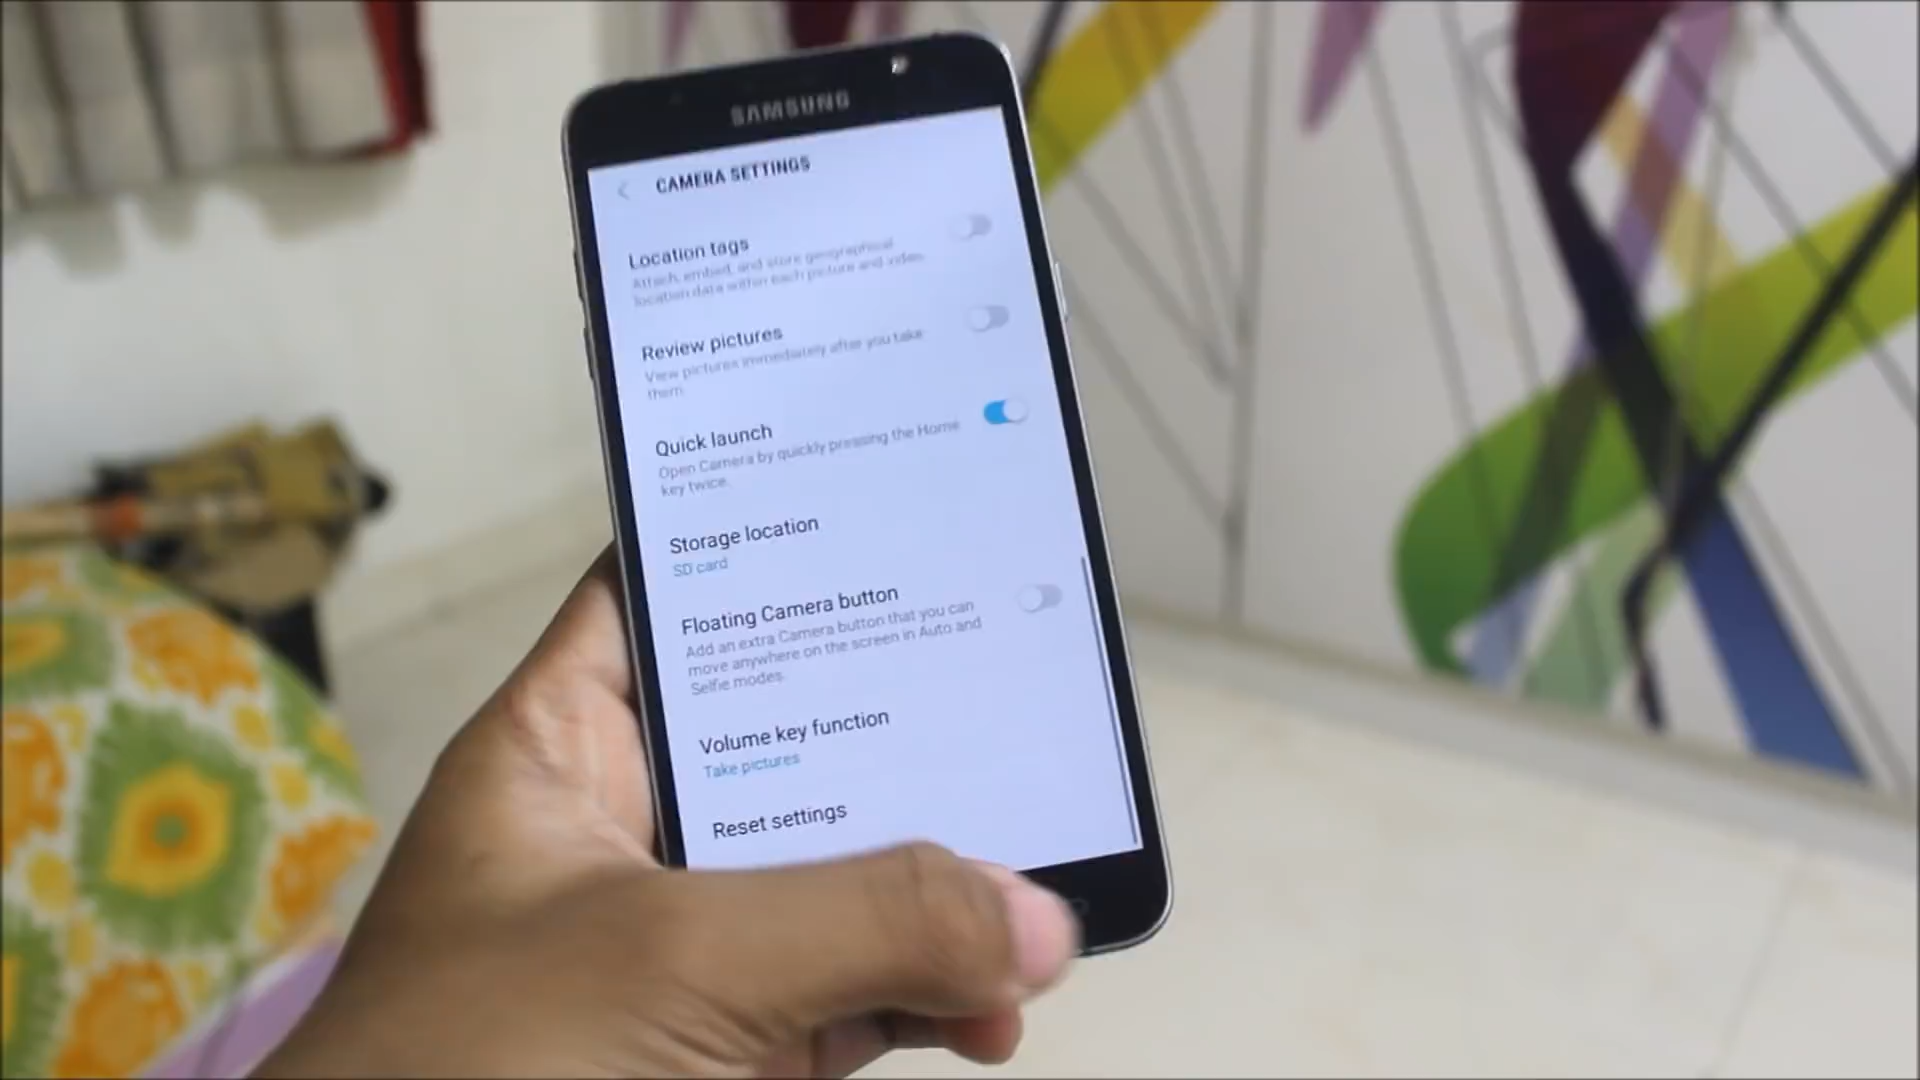 SAMSUNG
CAMERA SETTINGS
Location tags
Attach, embed, and store geographical
location data within each picture and video.
Review pictures
View pictures immediately after you take
them.
Quick launch
Open Camera by quickly pressing the Home
key twice.
Storage location
SD card
Floating Camera button
Add an extra Camera button that you can
move anywhere on the screen in Auto and
Selfie modes.
Volume key function
Take pictures
Reset settings